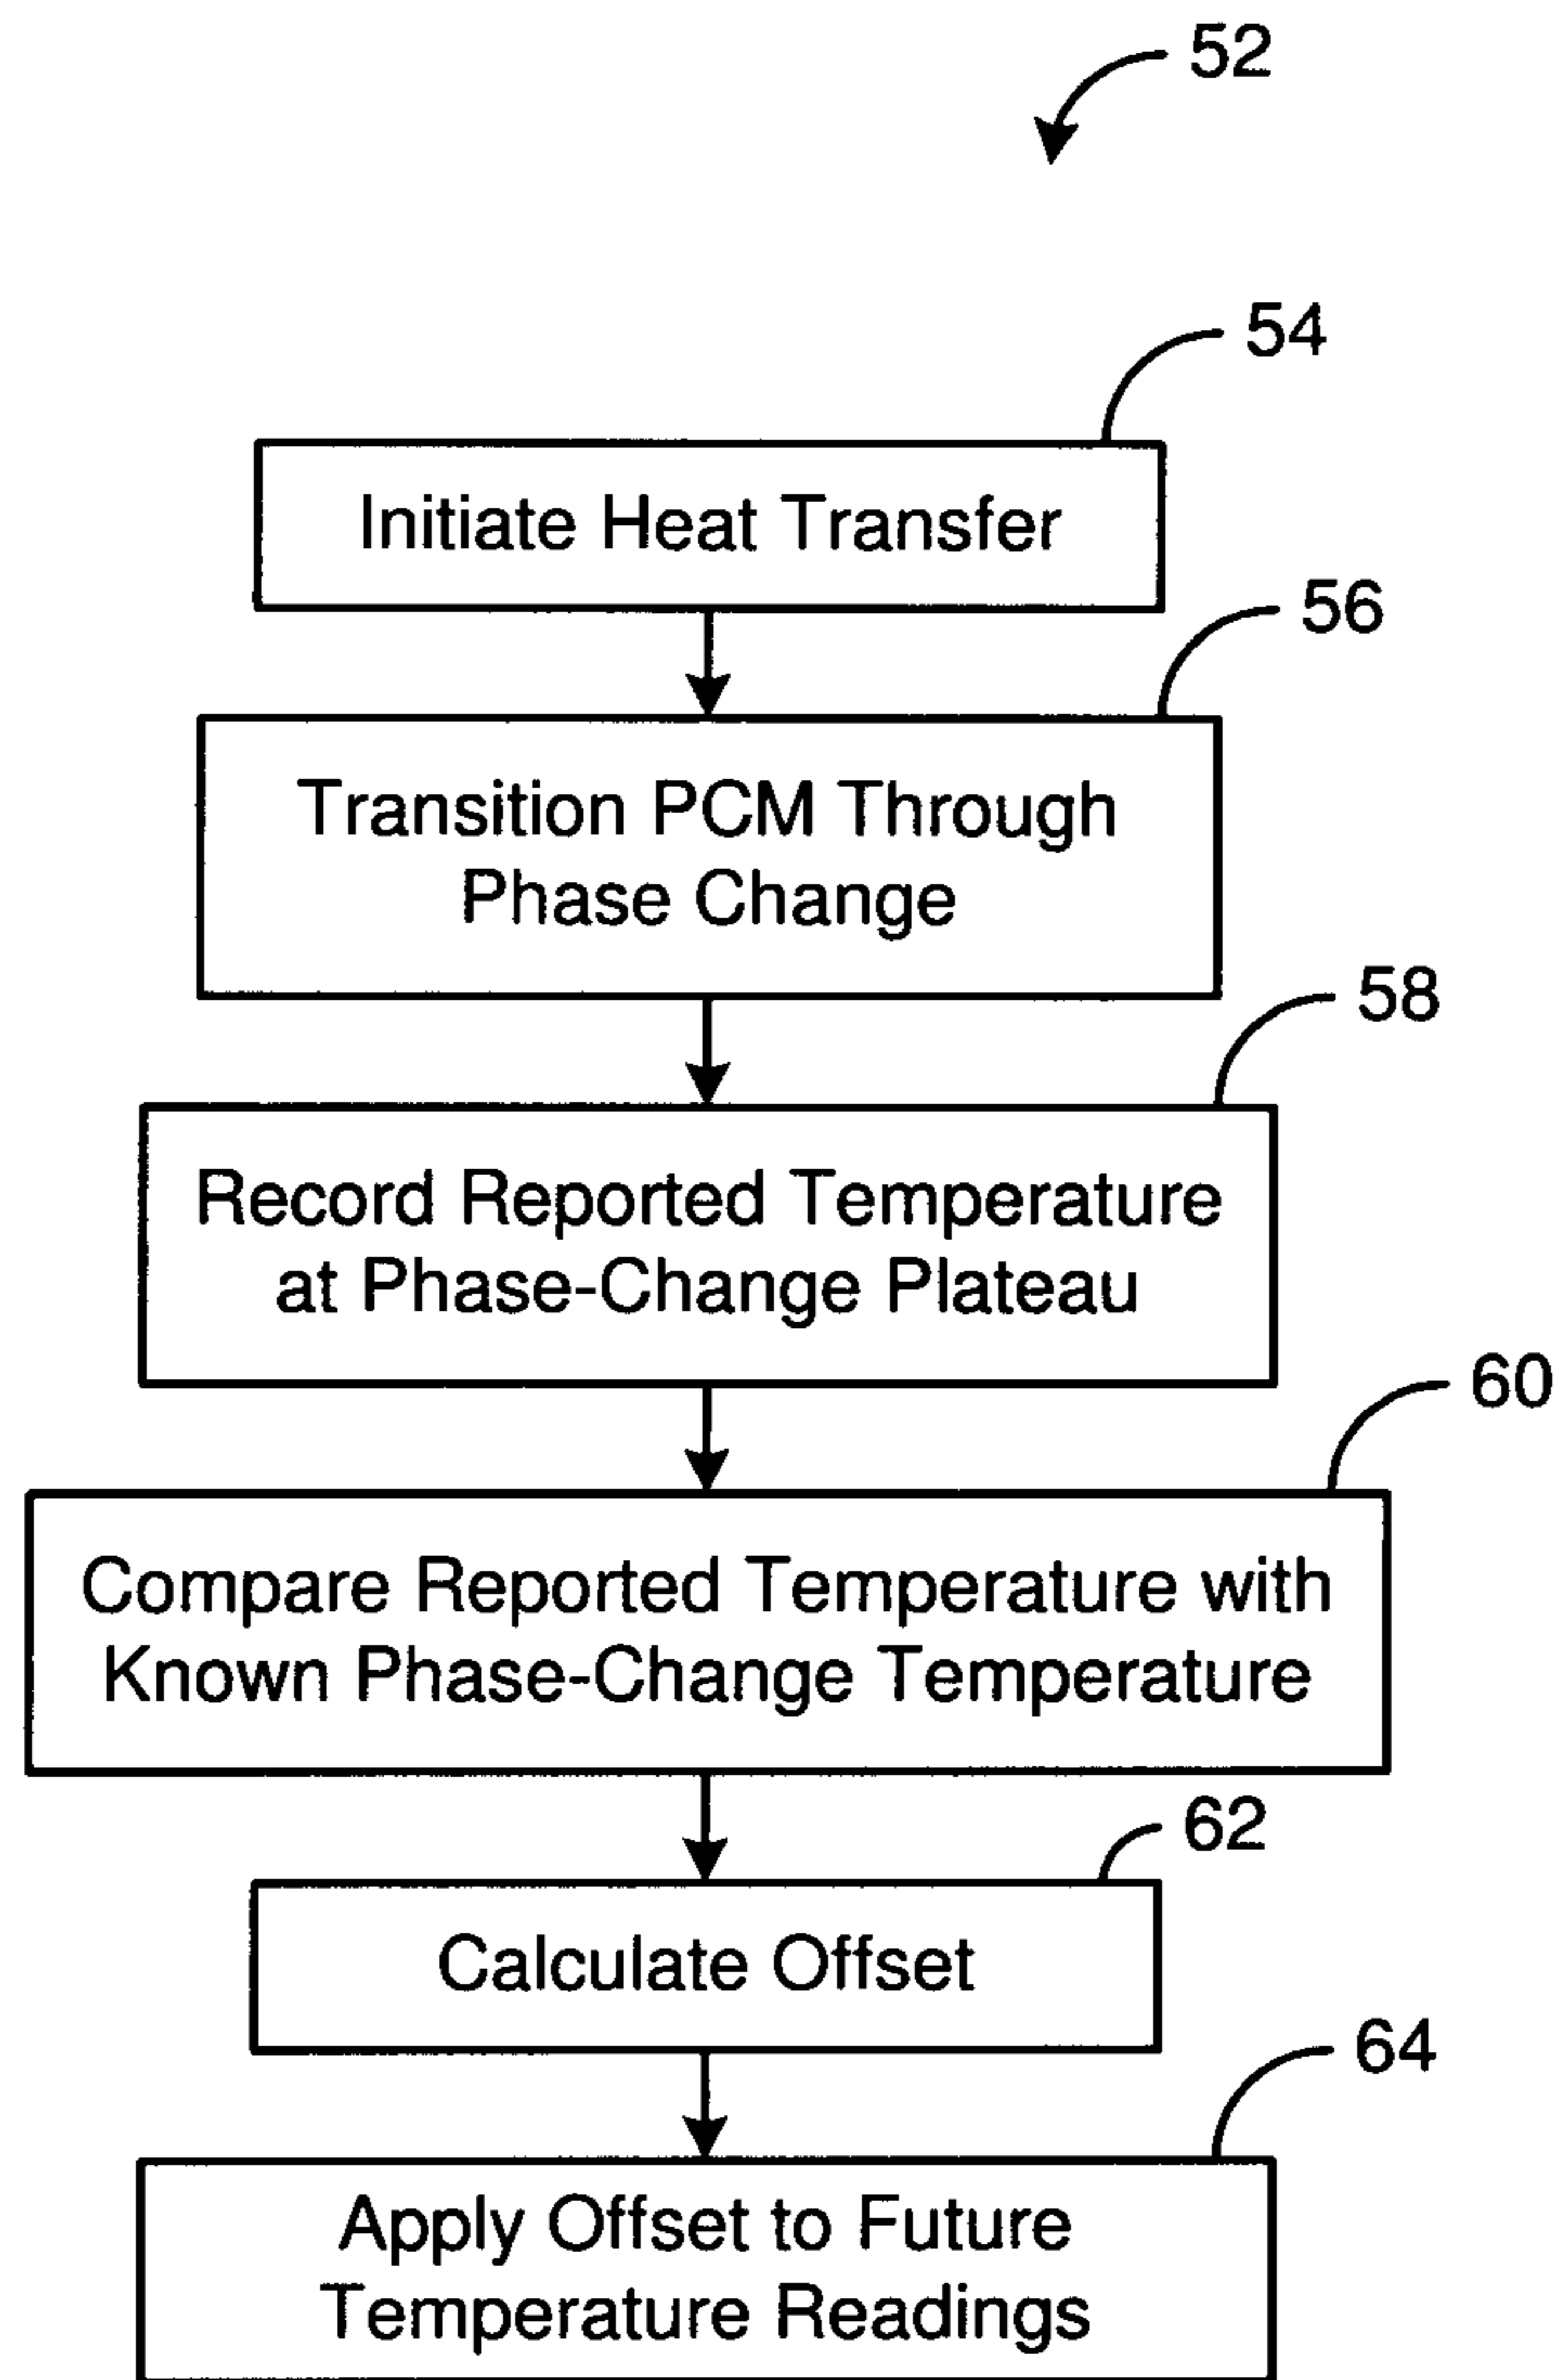 52
54
Initiate Heat Transfer
56
Transition PCM Through
Phase Change
58
Record Reported Temperature
at Phase-Change Plateau
60
Compare Reported Temperature with
Known Phase-Change Temperature
62
Calculate Offset
64
Apply Offset to Future
Temperature Readings